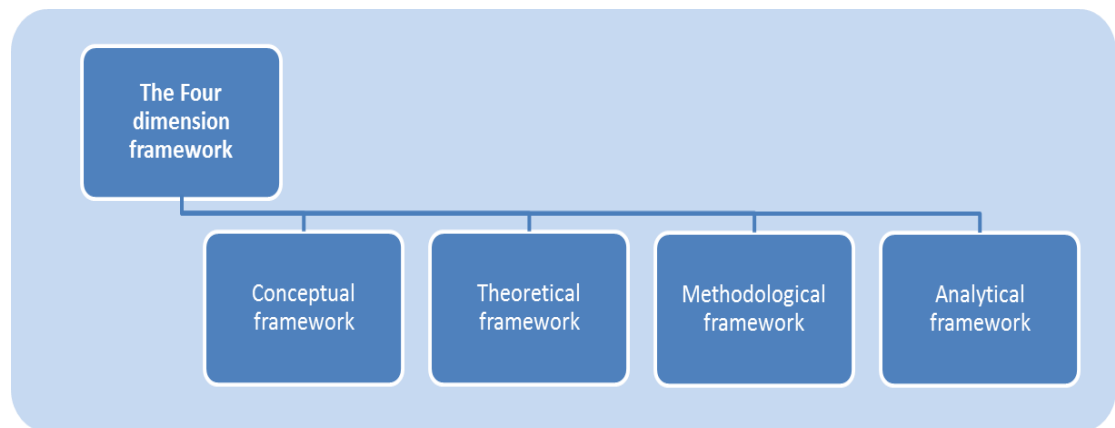 The Four
dimension
framework
Conceptual
framework
Theoretical
framework
Methodological
framework
Analytical
framework